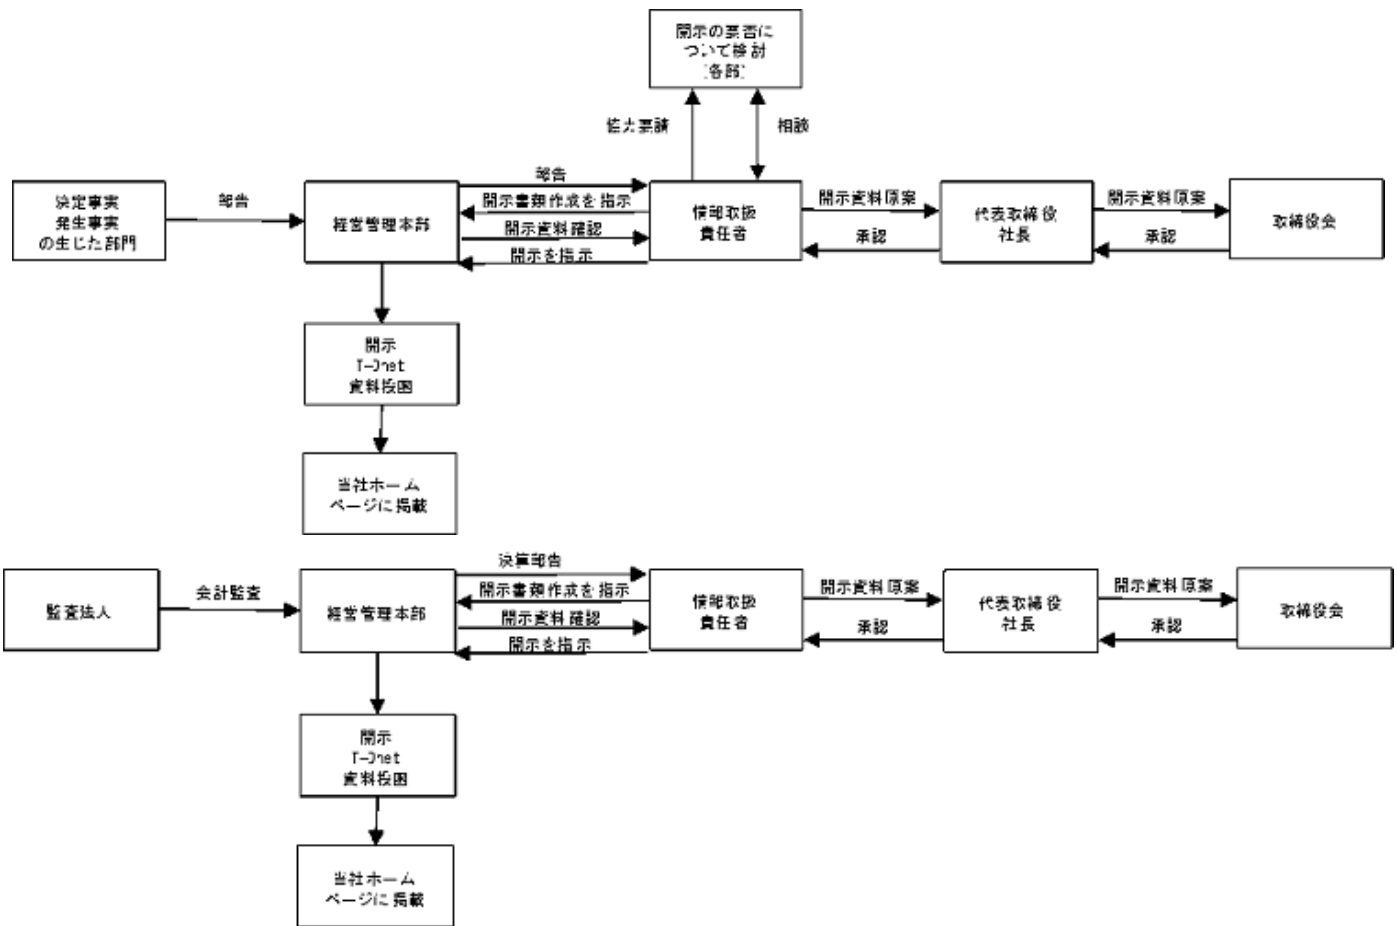 開示の要否に
ついて検討
(各部)
協力要請
相談
決定事実
発生事実
の生じた部門
報告
経営管理本部
報告
開示書類作成を指示
開示資料確認
開示を指示
情報取扱
責任者
開示資料原案
承認
代表取締役
社長
開示資料原案
承認
取締役会
開示
T-Dnet
資料投函
当社ホーム
ページに掲載
監査法人
会計監査
経営管理本部
決算報告
開示書類作成を指示
開示資料確認
開示を指示
情報取扱
責任者
開示資料原案
承認
代表取締役
社長
開示資料原案
承認
取締役会
開示
T-Dnet
資料投函
当社ホーム
ページに掲載